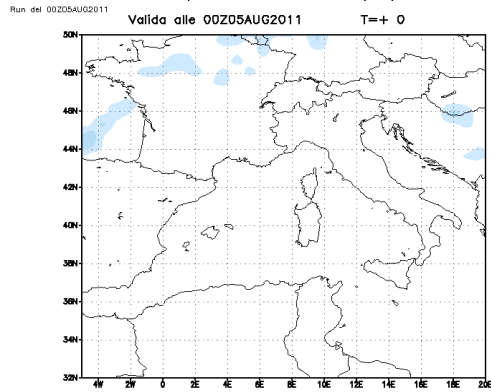 Run del 00Z05AUG2011
Valida alle 00Z05AUG2011 T=+ 0
50N
48N
46N
44N
42N
40N
38N
36N
34N
32N
4W 2W 0 2E 4E 6E 8E 10E 12E 14E 16E 18E 20E